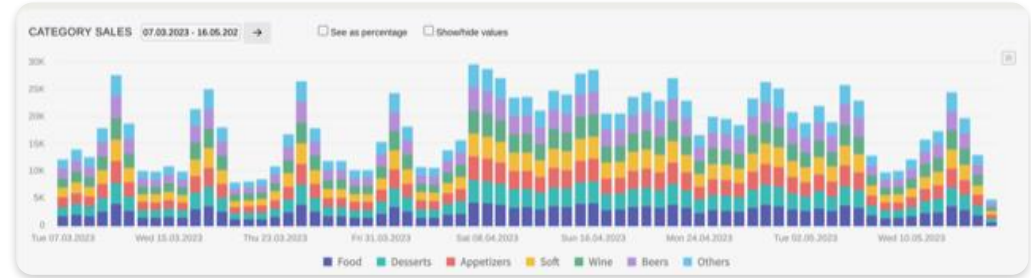 CATEGORY SALES 07.03.2023 - 16.05.202 → See as percentage Show/hide values
30K
25K
20K
15K
10K
5K
0
Tue 07.03.2023 Wed 15.03.2023 Thu 23.03.2023 Fri 31.03.2023 Sat 08.04.2023 Sun 16.04.2023 Mon 24.04.2023 Tue 02.05.2023 Wed 10.05.2023
Food Desserts Appetizers Soft Wine Beers Others